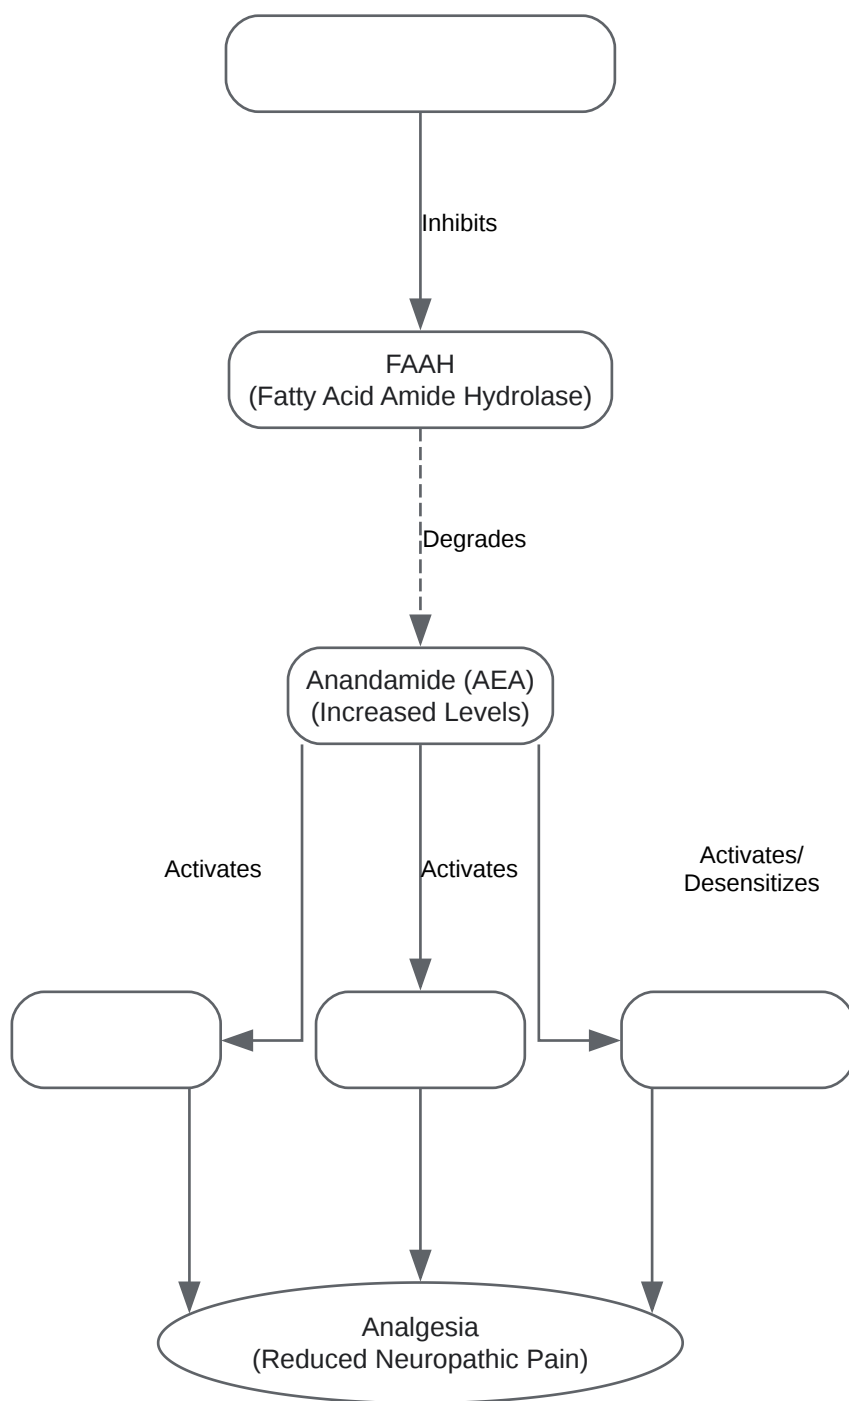 Inhibits
FAAH
(Fatty Acid Amide Hydrolase)
Degrades
Anandamide (AEA)
(Increased Levels)
Activates
Activates
Activates/
Desensitizes
Analgesia
(Reduced Neuropathic Pain)